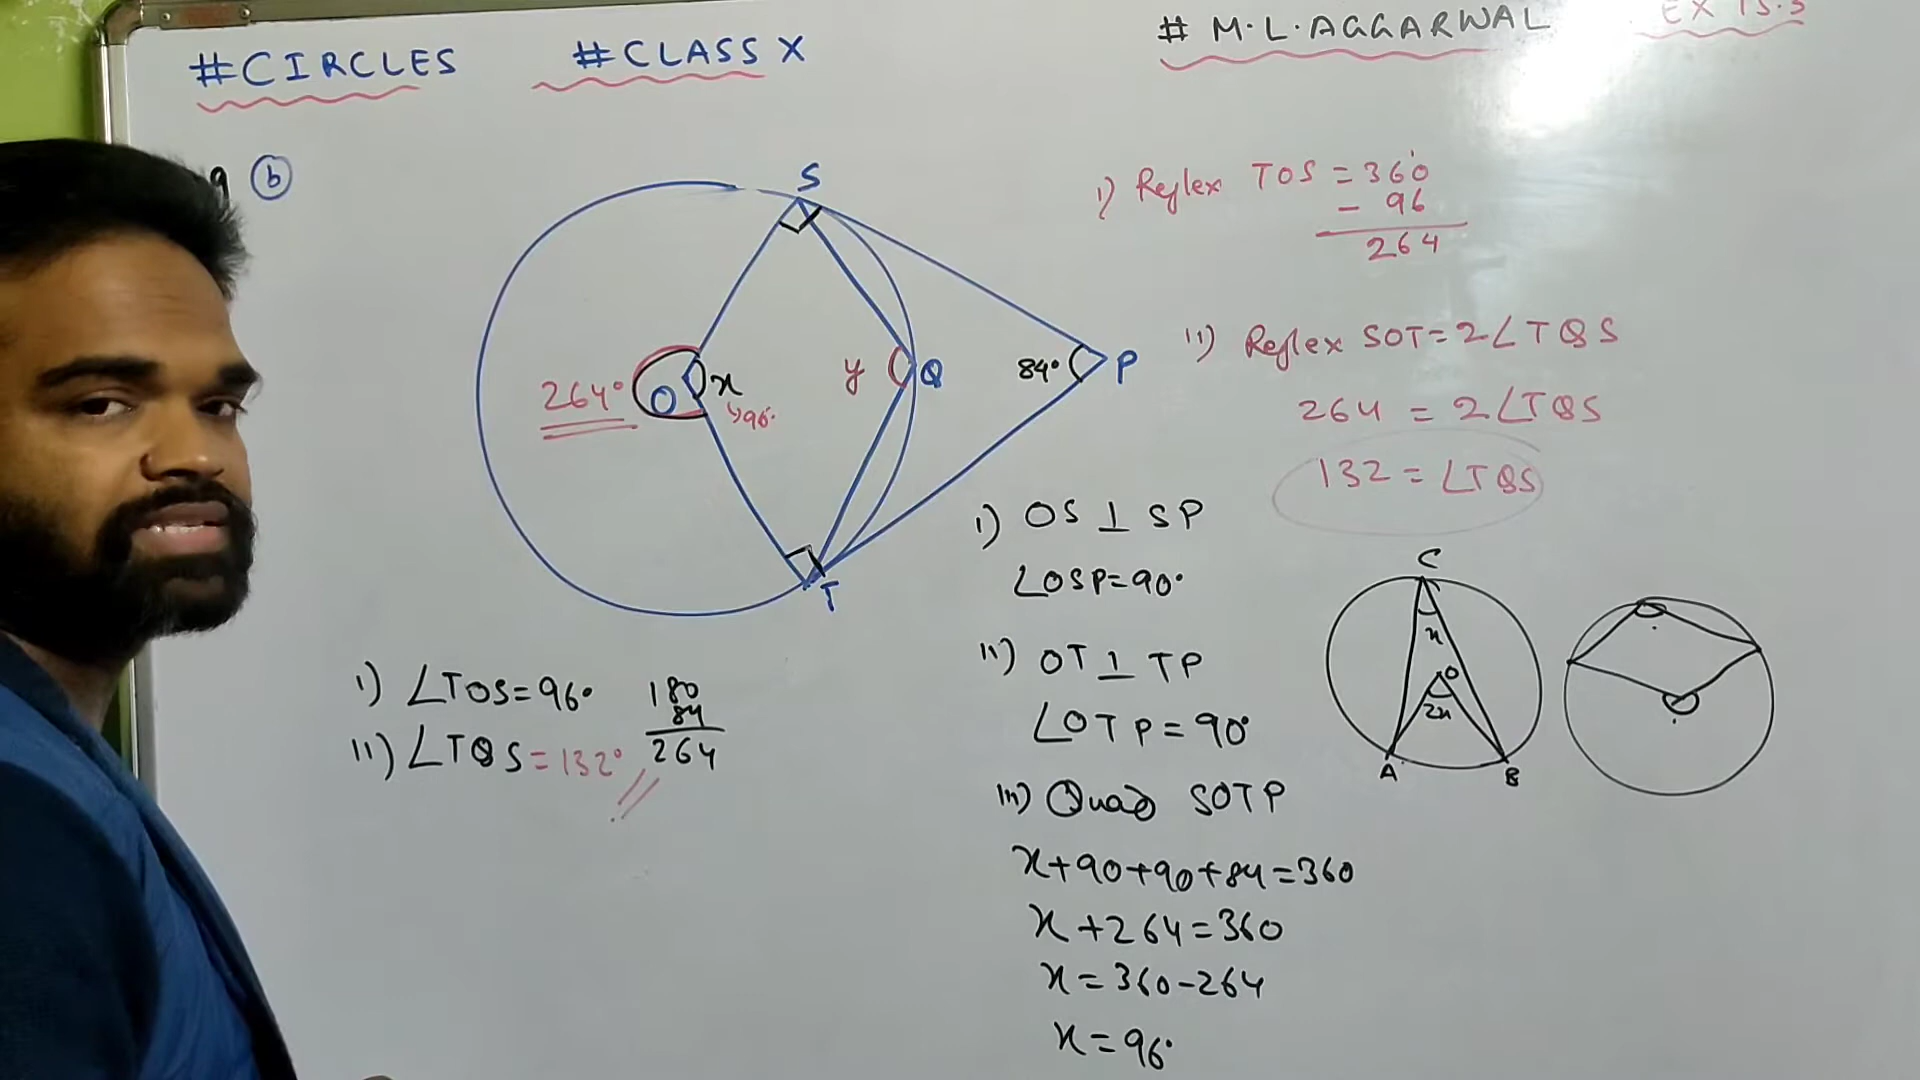 #CIRCLES #CLASS X # M.L.AGGARWAL EX 15.3
9 b
S
O
x
96°
264°
y
Q
84°
P
T
i) Reflex TOS = 360
- 96
264
ii) Reflex SOT = 2∠TQS
264 = 2∠TQS
132 = ∠TQS
i) ∠TOS = 96°
ii) ∠TQS = 132°
180
84
264
i) OS ⊥ SP
∠OSP = 90°
ii) OT ⊥ TP
∠OTP = 90°
iii) Quad SOTP
x+90+90+84=360
x+264=360
x=360-264
x=96°
C
x
O
2x
A B